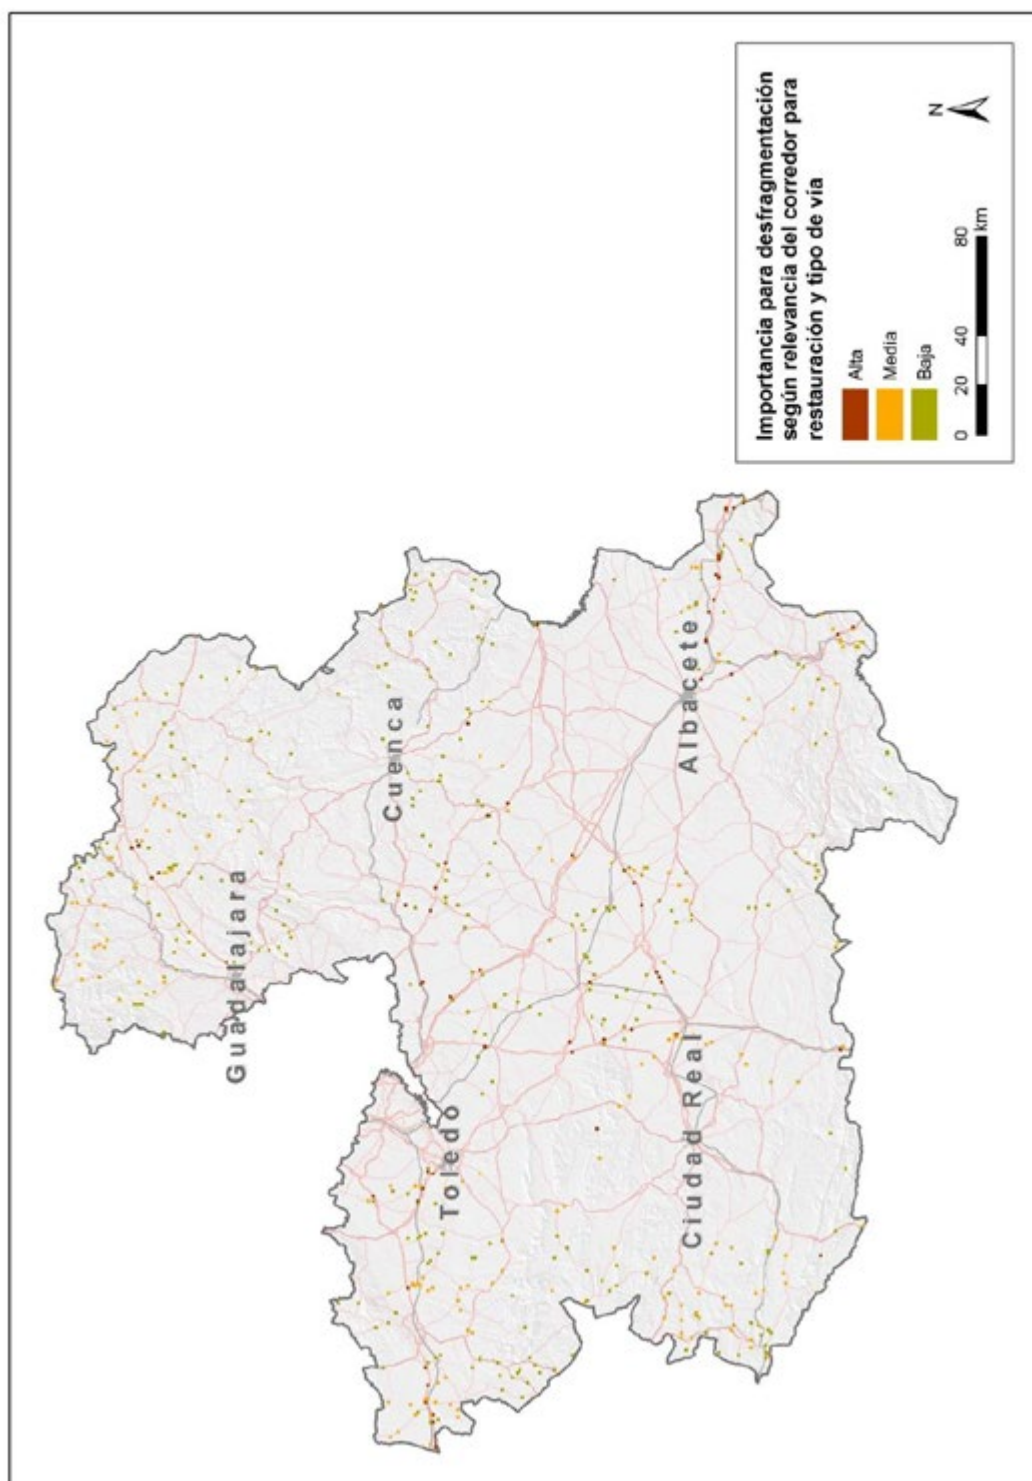 Guadalajara
Cuenca
Toledo
Ciudad Real
Albacete
Importancia para desfragmentación
según relevancia del corredor para
restauración y tipo de vía
Alta
Media
Baja
0 20 40 80
km
N